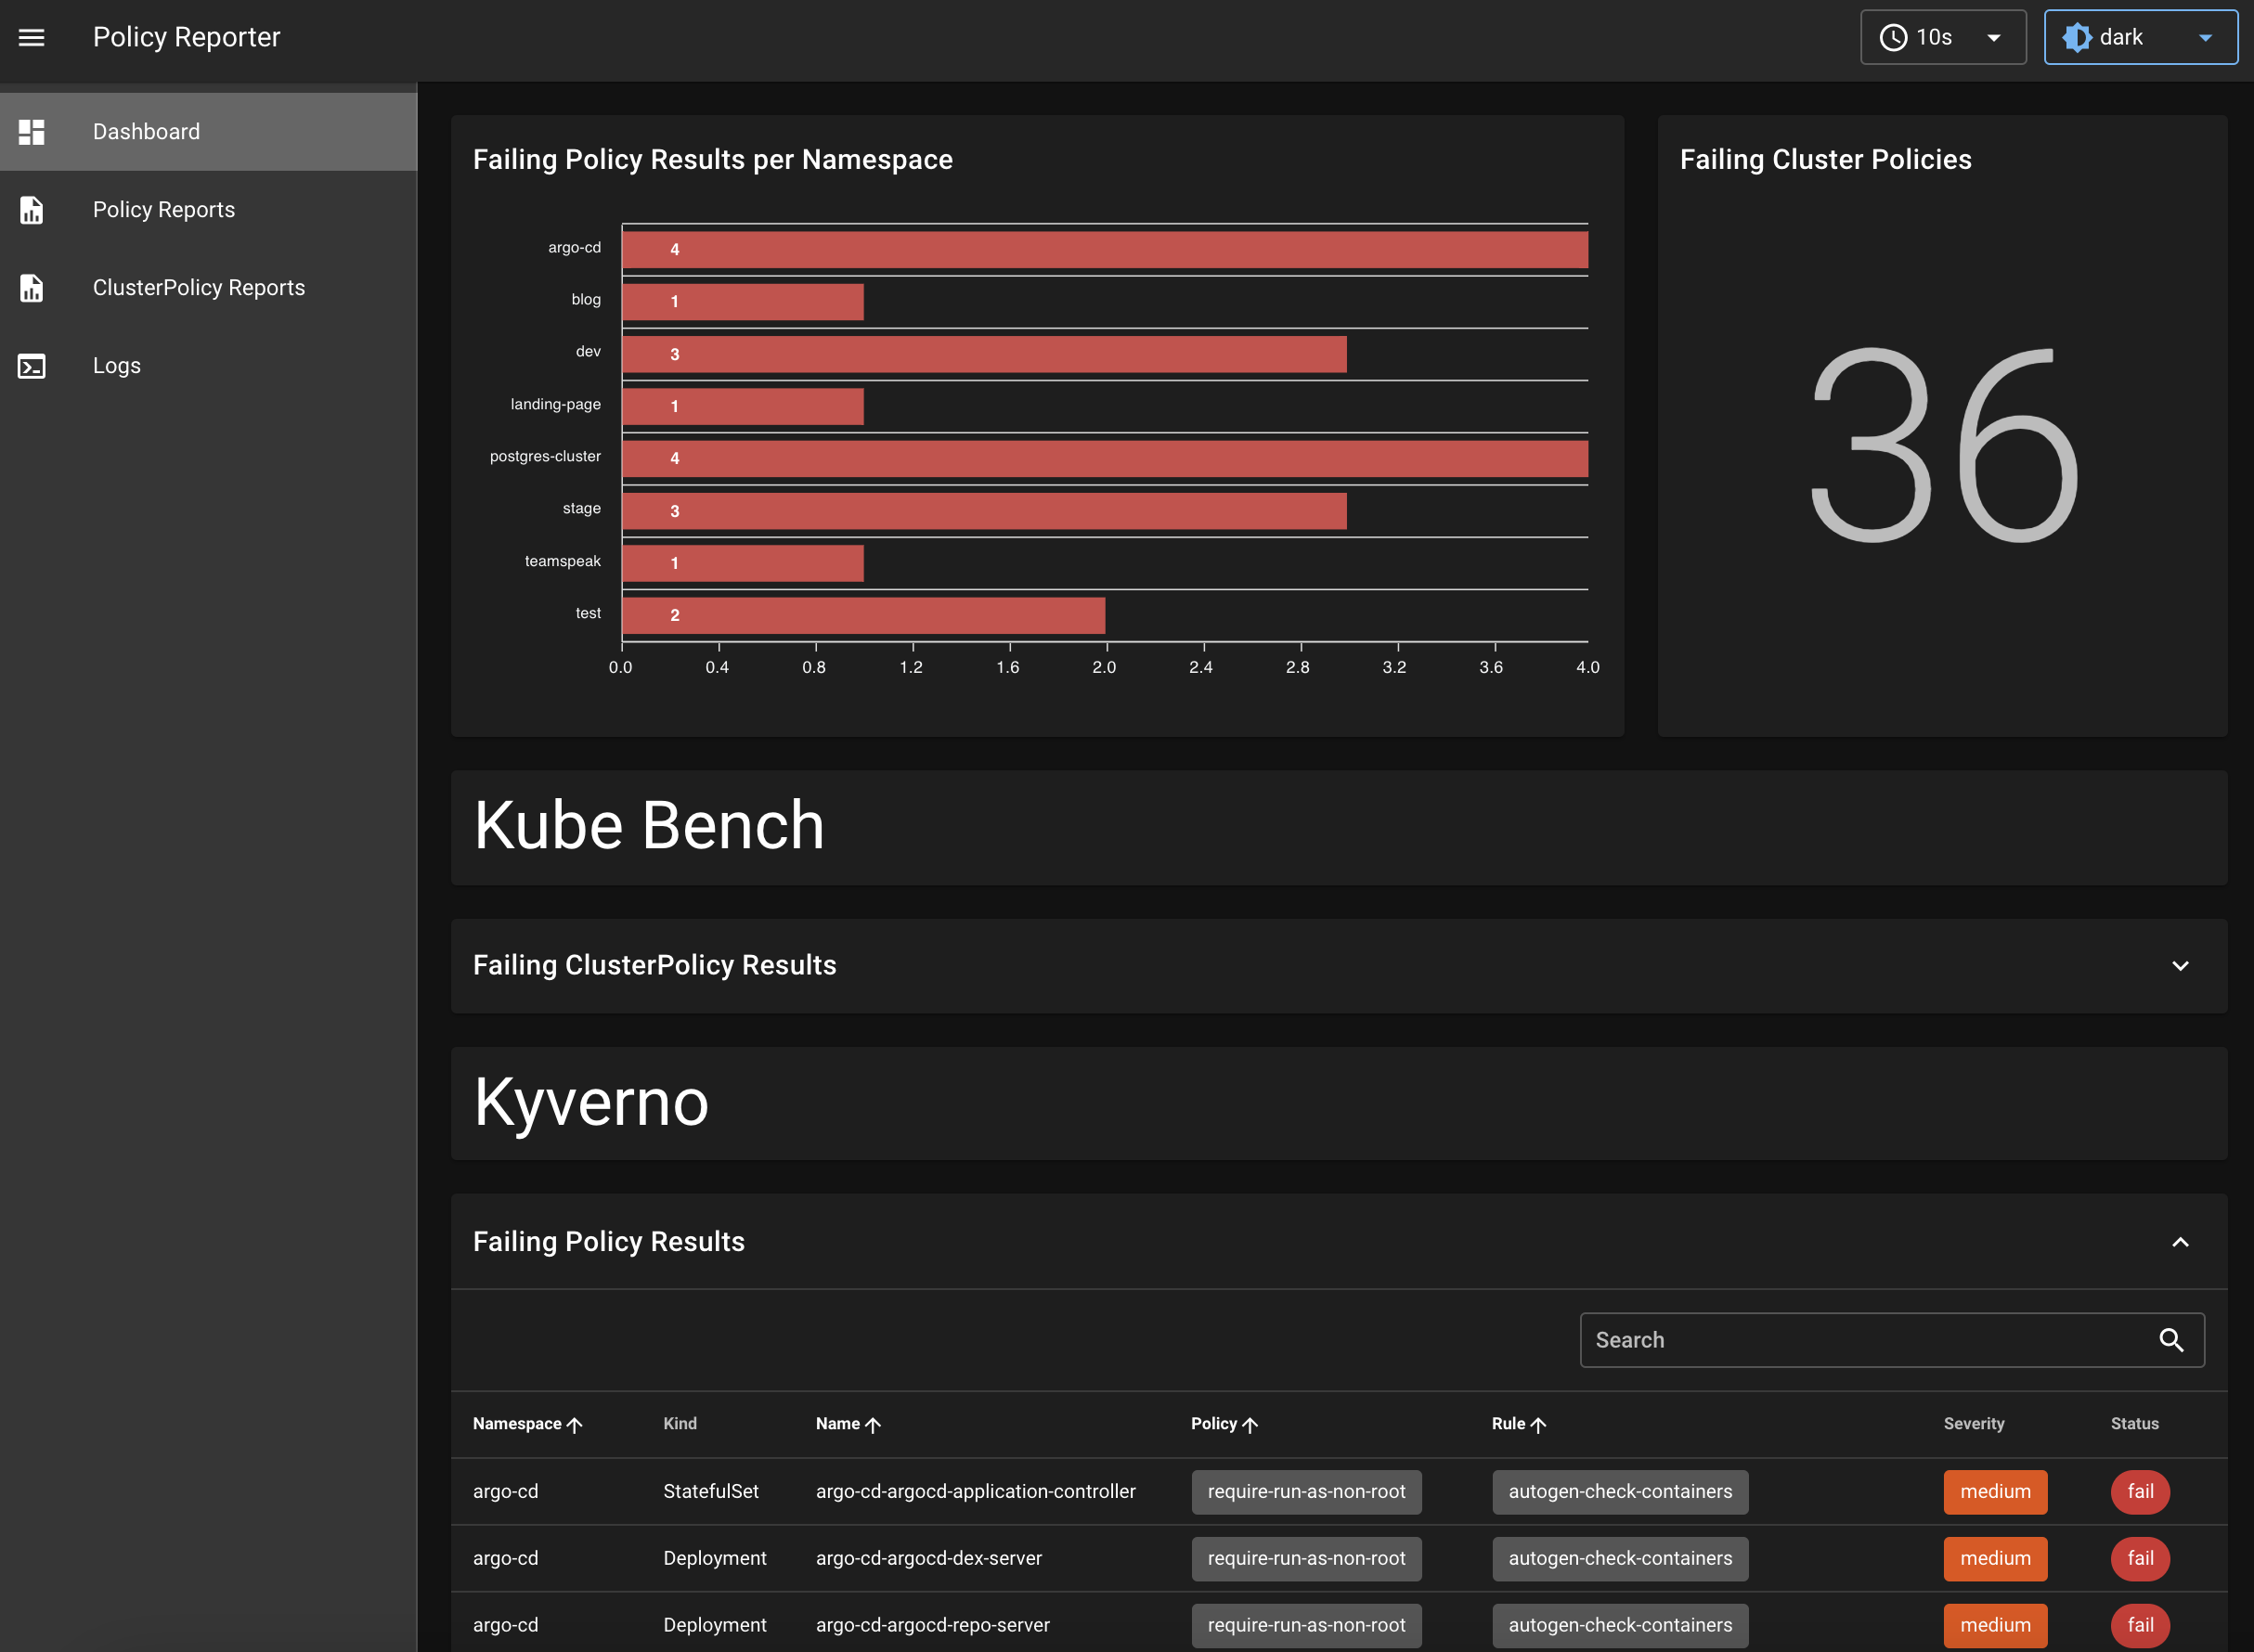 Policy Reporter
10s
dark
Dashboard
Policy Reports
ClusterPolicy Reports
Logs
Failing Policy Results per Namespace
argo-cd 4
blog 1
dev 3
landing-page 1
postgres-cluster 4
stage 3
teamspeak 1
test 2
0.0 0.4 0.8 1.2 1.6 2.0 2.4 2.8 3.2 3.6 4.0
Failing Cluster Policies
36
Kube Bench
Failing ClusterPolicy Results
Kyverno
Failing Policy Results
Search
Namespace Kind Name Policy Rule Severity Status
argo-cd StatefulSet argo-cd-argocd-application-controller require-run-as-non-root autogen-check-containers medium fail
argo-cd Deployment argo-cd-argocd-dex-server require-run-as-non-root autogen-check-containers medium fail
argo-cd Deployment argo-cd-argocd-repo-server require-run-as-non-root autogen-check-containers medium fail